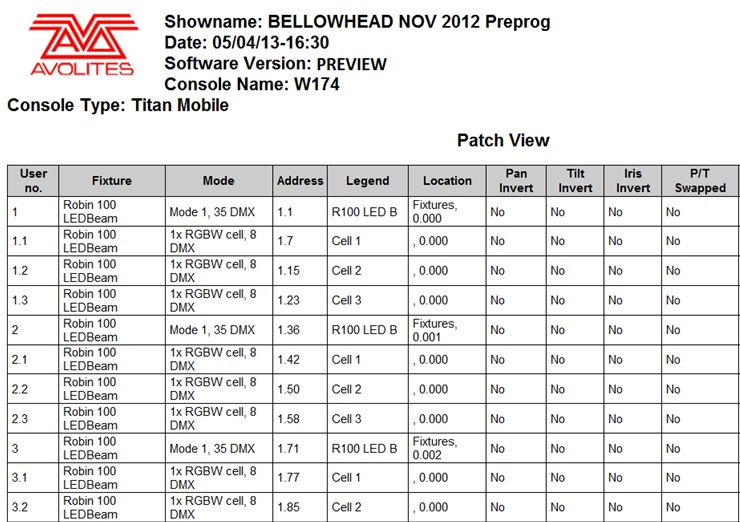 AVOLITES
Showname: BELLOWHEAD NOV 2012 Preprog
Date: 05/04/13-16:30
Software Version: PREVIEW
Console Name: W174
Console Type: Titan Mobile
Patch View
User no. Fixture Mode Address Legend Location Pan Invert Tilt Invert Iris Invert P/T Swapped
1 Robin 100 LEDBeam Mode 1, 35 DMX 1.1 R100 LED B Fixtures, 0.000 No No No No
1.1 Robin 100 LEDBeam 1x RGBW cell, 8 DMX 1.7 Cell 1 , 0.000 No No No No
1.2 Robin 100 LEDBeam 1x RGBW cell, 8 DMX 1.15 Cell 2 , 0.000 No No No No
1.3 Robin 100 LEDBeam 1x RGBW cell, 8 DMX 1.23 Cell 3 , 0.000 No No No No
2 Robin 100 LEDBeam Mode 1, 35 DMX 1.36 R100 LED B Fixtures, 0.001 No No No No
2.1 Robin 100 LEDBeam 1x RGBW cell, 8 DMX 1.42 Cell 1 , 0.000 No No No No
2.2 Robin 100 LEDBeam 1x RGBW cell, 8 DMX 1.50 Cell 2 , 0.000 No No No No
2.3 Robin 100 LEDBeam 1x RGBW cell, 8 DMX 1.58 Cell 3 , 0.000 No No No No
3 Robin 100 LEDBeam Mode 1, 35 DMX 1.71 R100 LED B Fixtures, 0.002 No No No No
3.1 Robin 100 LEDBeam 1x RGBW cell, 8 DMX 1.77 Cell 1 , 0.000 No No No No
3.2 Robin 100 LEDBeam 1x RGBW cell, 8 DMX 1.85 Cell 2 , 0.000 No No No No